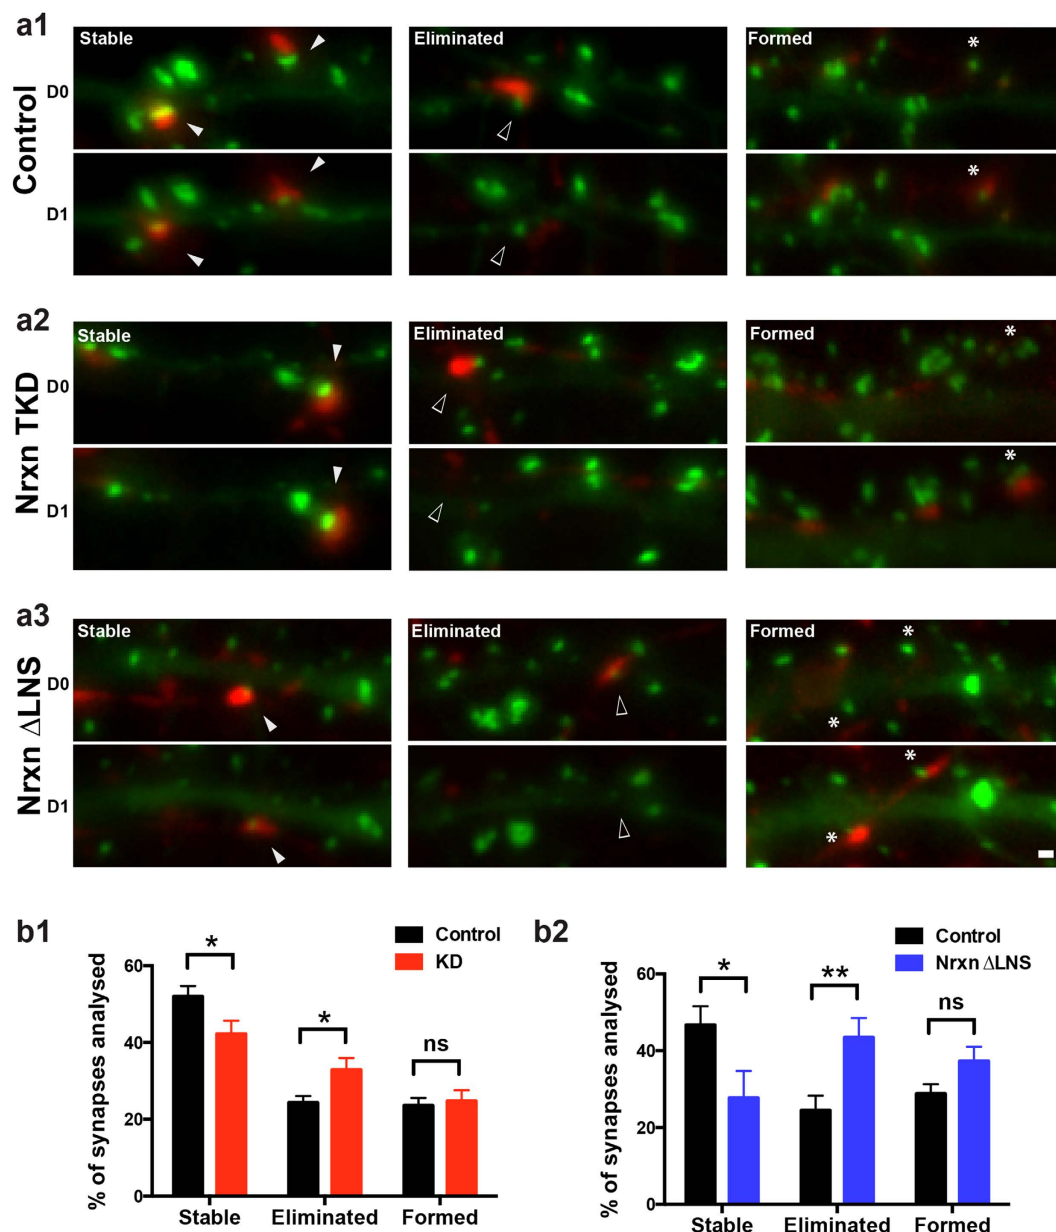 a1
Control
Stable
Eliminated
Formed
*
D0
*
D1
a2
Nrxn TKD
Stable
Eliminated
Formed
*
D0
*
D1
a3
Nrxn ΔLNS
Stable
Eliminated
Formed
*
D0
*
*
D1
*
b1
Control
KD
% of synapses analysed
60
40
20
0
*
*
ns
Stable
Eliminated
Formed
b2
Control
Nrxn ΔLNS
% of synapses analysed
60
40
20
0
*
**
ns
Stable
Eliminated
Formed